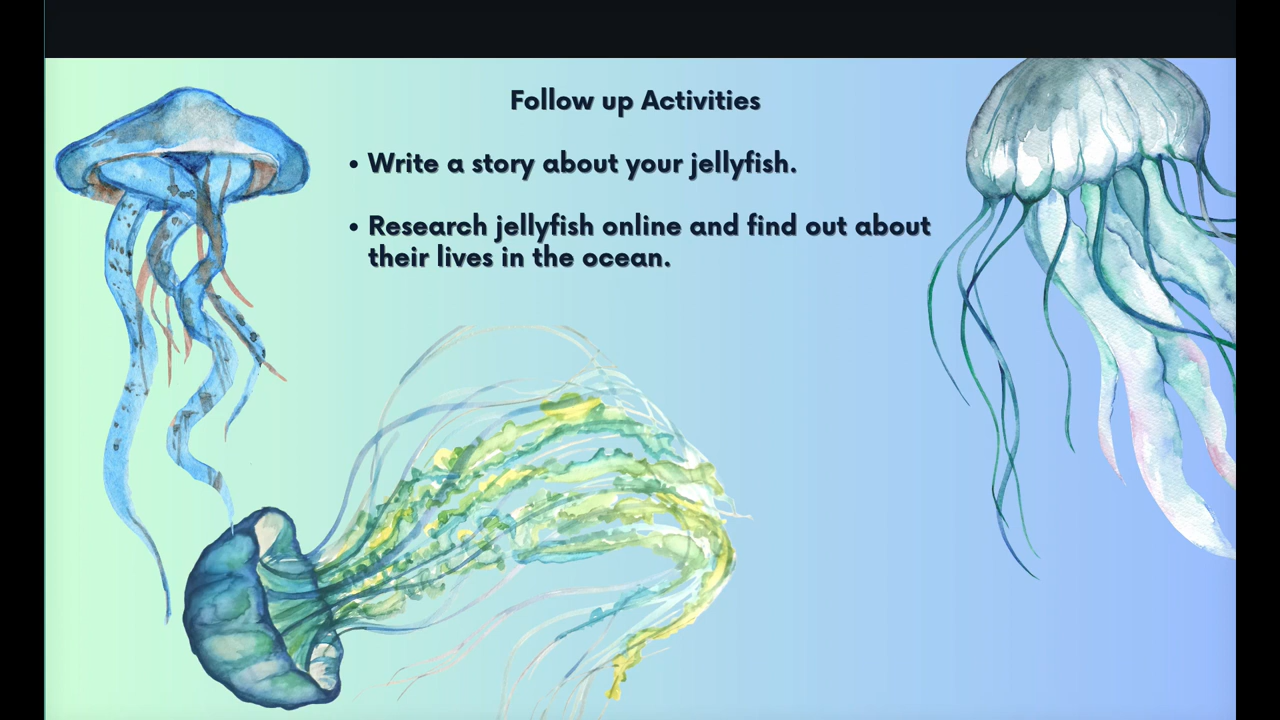 Follow up Activities
• Write a story about your jellyfish.
• Research jellyfish online and find out about
their lives in the ocean.